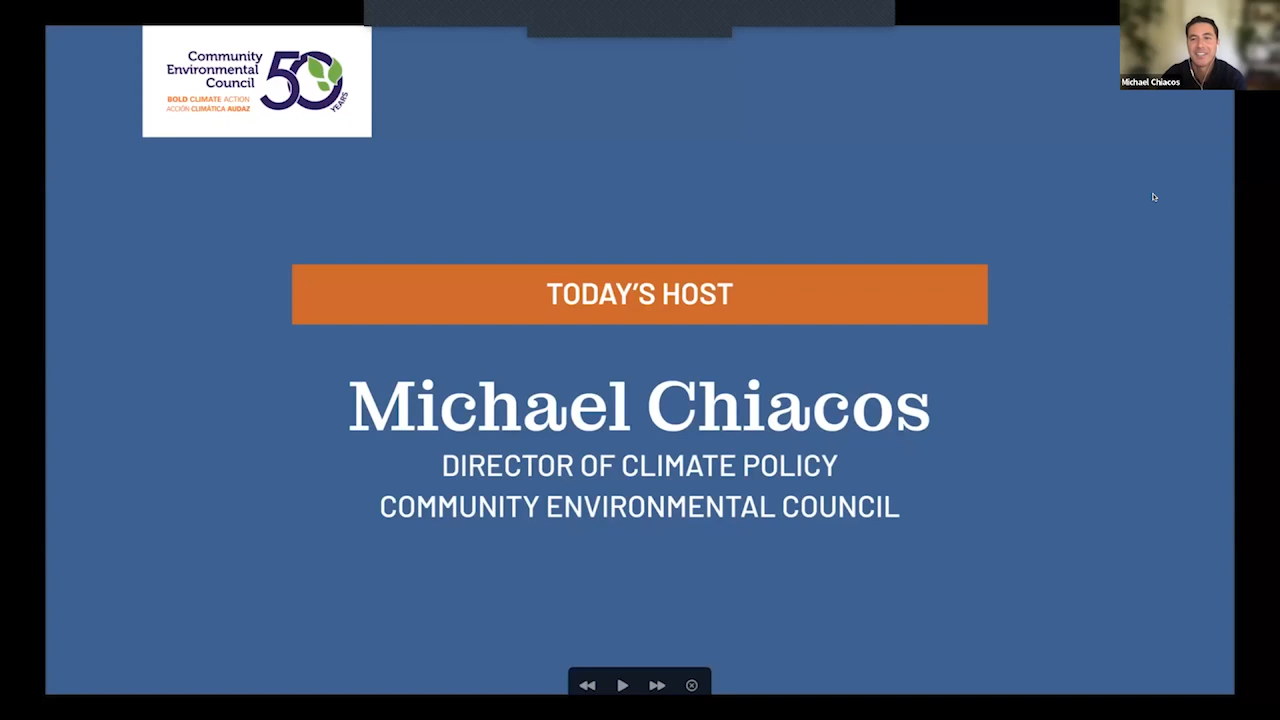 Community
Environmental
Council
50
YEARS
BOLD CLIMATE ACTION
ACCIÓN CLIMÁTICA AUDAZ
Michael Chiacos
TODAY'S HOST
Michael Chiacos
DIRECTOR OF CLIMATE POLICY
COMMUNITY ENVIRONMENTAL COUNCIL